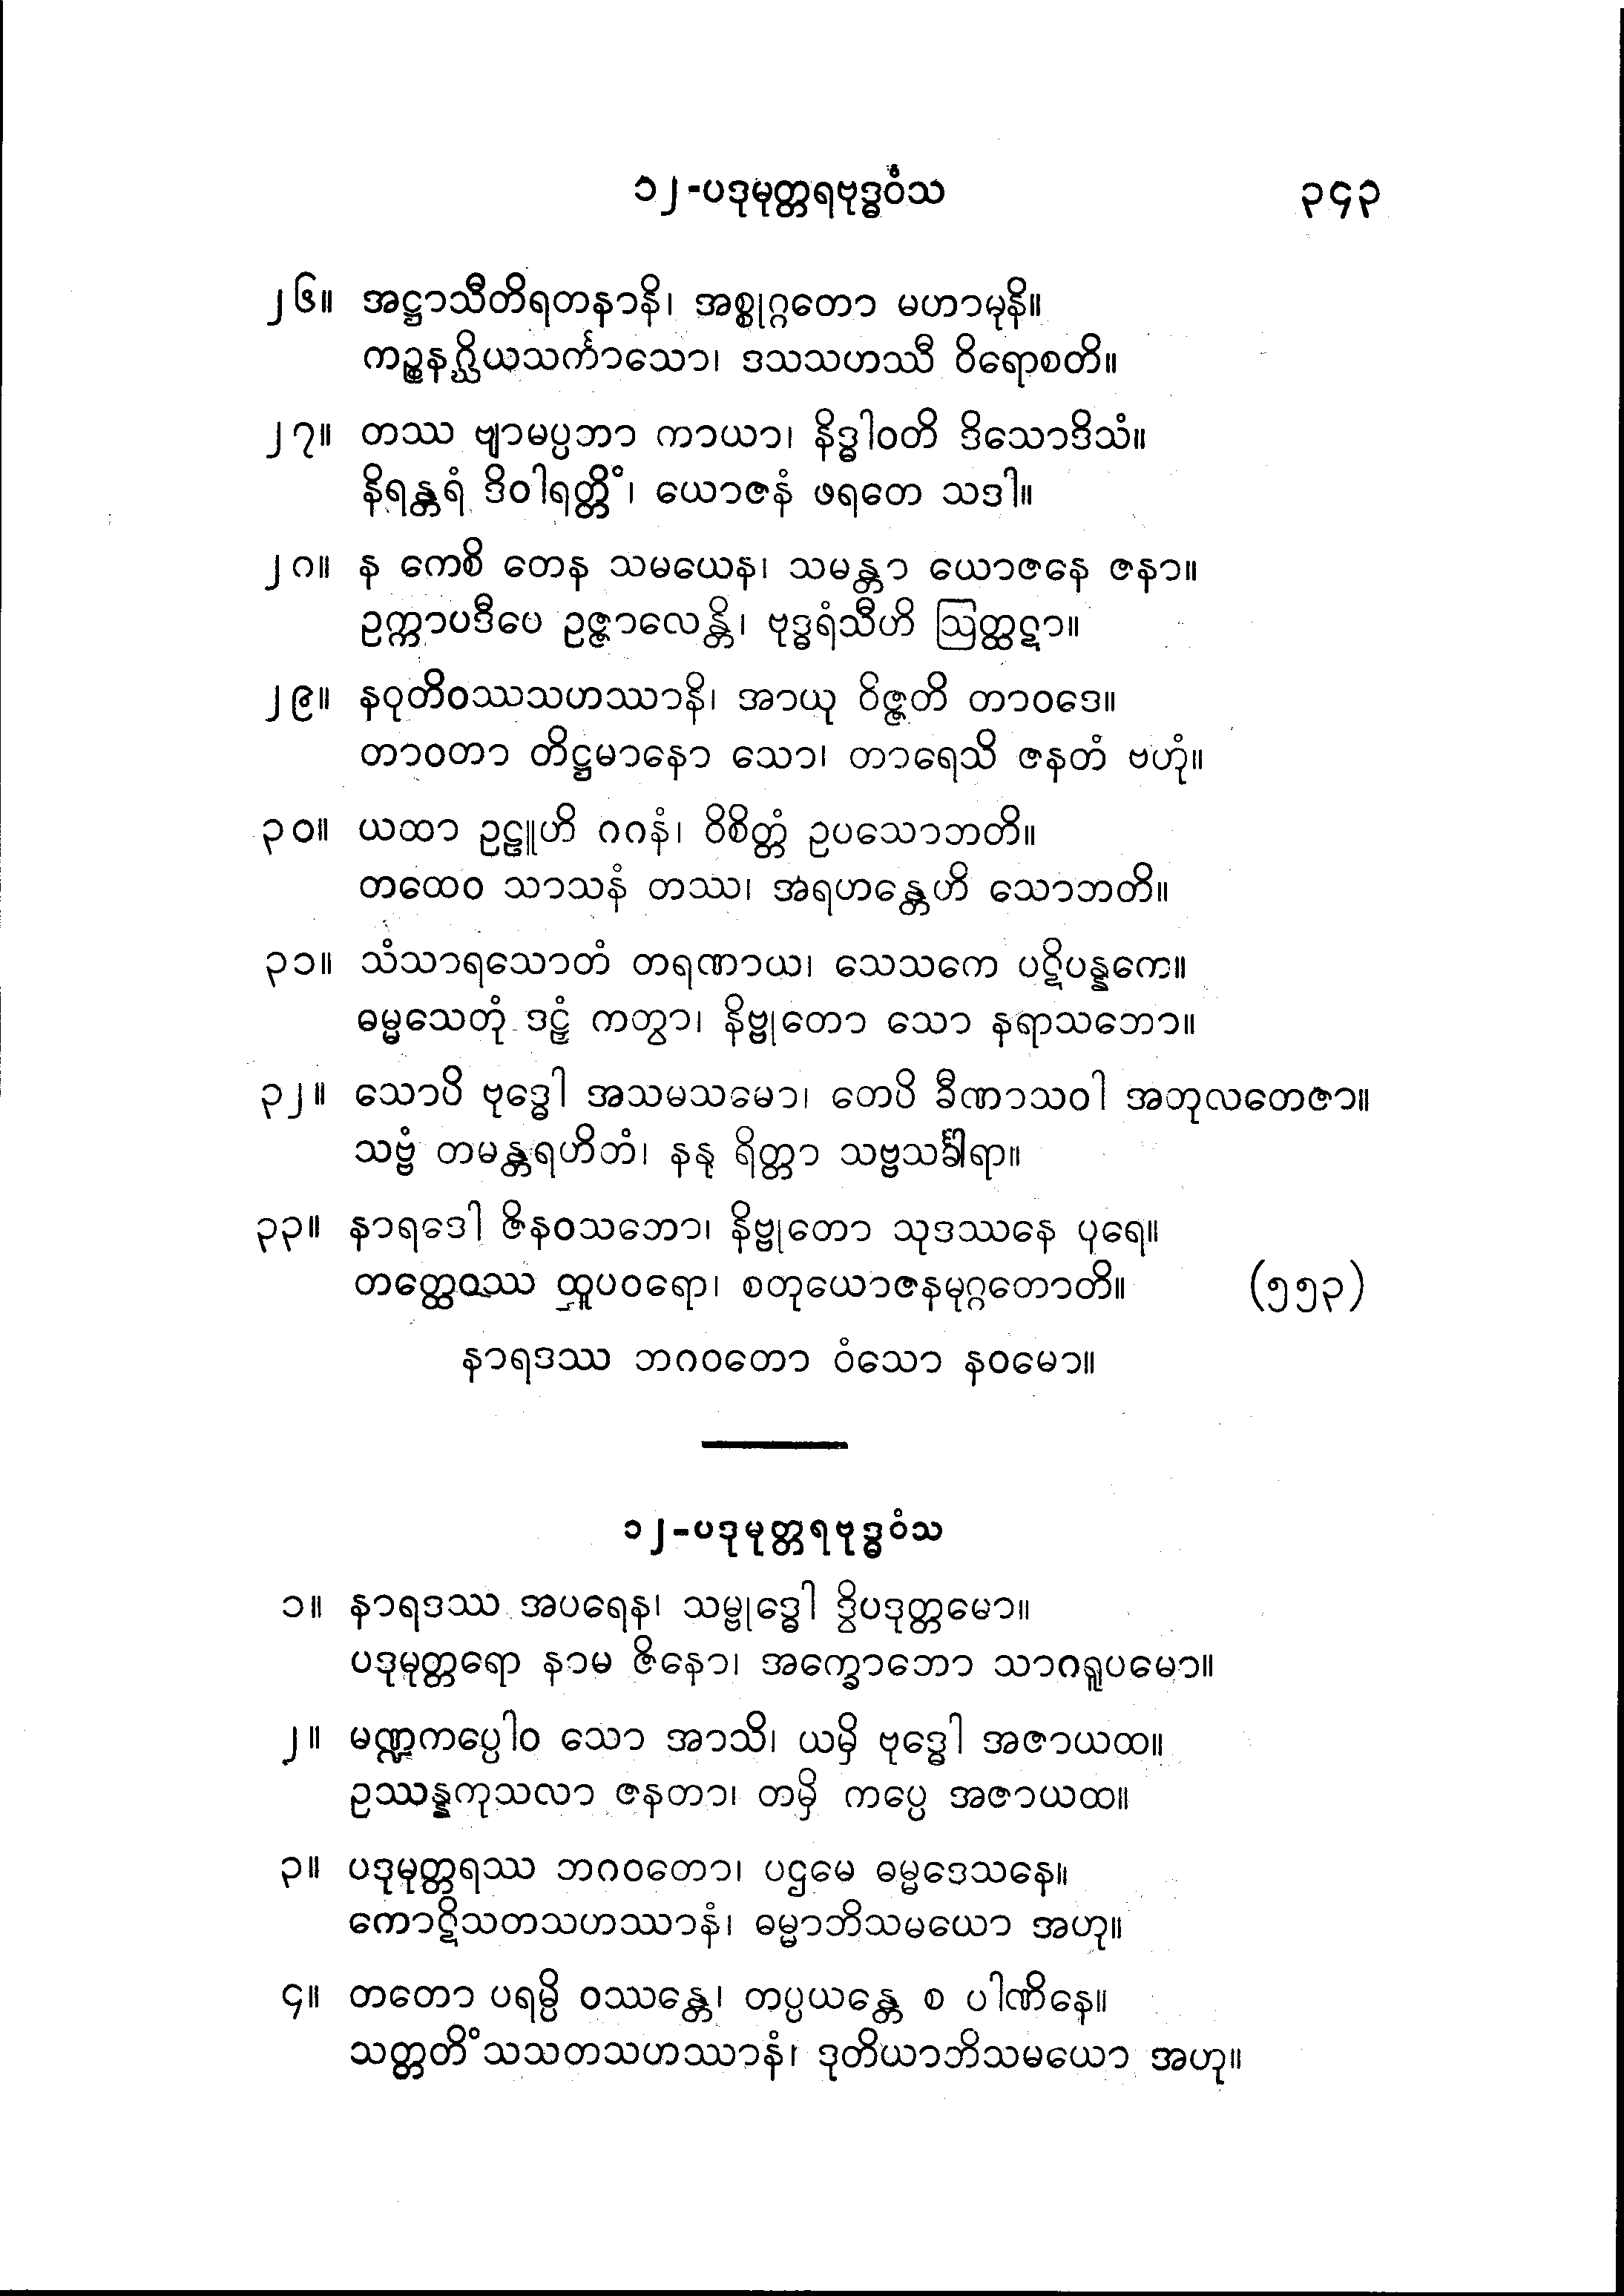 ၁၂-ပဒုမုတ္တရဗုဒ္ဓဝံသ ၃၄၃
၂၆။ အဋ္ဌာသီတိရတနာနိ၊ အစ္စုဂ္ဂတော မဟာမုနိ။
ကဉ္စနဂ္ဃိယသင်္ကာသော၊ ဒသသဟဿီ ဝိရောစတိ။
၂၇။ တဿ ဗျာမပ္ပဘာ ကာယာ၊ နိဒ္ဓါဝတိ ဒိသောဒိသံ။
နိရန္တရံ ဒိဝါရတ္တိံ၊ ယောဇနံ ဖရတေ သဒါ။
၂၈။ န ကေစိ တေန သမယေန၊ သမန္တာ ယောဇနေ ဇနာ။
ဥက္ကာပဒီပေ ဥဇ္ဇာလေန္တိ၊ ဗုဒ္ဓရံသီဟိ ဩတ္ထဋာ။
၂၉။ နဝုတိဝဿသဟဿာနိ၊ အာယု ဝိဇ္ဇတိ တာဝဒေ။
တာဝတာ တိဋ္ဌမာနော သော၊ တာရေသိ ဇနတံ ဗဟုံ။
၃၀။ ယထာ ဥဠူဟိ ဂဂနံ၊ ဝိစိတ္တံ ဥပသောဘတိ။
တထေဝ သာသနံ တဿ၊ အရဟန္တေဟိ သောဘတိ။
၃၁။ သံသာရသောတံ တရဏာယ၊ သေသကေ ပဋိပန္နကေ။
ဓမ္မသေတုံ ဒဠှံ ကတွာ၊ နိဗ္ဗုတော သော နရာသဘော။
၃၂။ သောပိ ဗုဒ္ဓေါ အသမသမော၊ တေပိ ခီဏာသဝါ အတုလတေဇာ။
သဗ္ဗံ တမန္တရဟိတံ၊ နနု ရိတ္တာ သဗ္ဗသင်္ခါရာ။
၃၃။ နာရဒေါ ဇိနဝသဘော၊ နိဗ္ဗုတော သုဒဿနေ ပုရေ။
တတ္ထေဝဿ ထူပဝရော၊ စတုယောဇနမုဂ္ဂတောတိ။ (၅၅၃)
နာရဒဿ ဘဂဝတော ဝံသော နဝမော။
၁၂-ပဒုမုတ္တရဗုဒ္ဓဝံသ
၁။ နာရဒဿ အပရေန၊ သမ္ဗုဒ္ဓေါ ဒွိပဒုတ္တမော။
ပဒုမုတ္တရော နာမ ဇိနော၊ အက္ခောဘော သာဂရူပမော။
၂။ မဏ္ဍကပ္ပေါဝ သော အာသိ၊ ယမှိ ဗုဒ္ဓေါ အဇာယထ။
ဥဿန္နကုသလာ ဇနတာ၊ တမှိ ကပ္ပေ အဇာယထ။
၃။ ပဒုမုတ္တရဿ ဘဂဝတော၊ ပဌမေ ဓမ္မဒေသနေ။
ကောဋိသတသဟဿာနံ၊ ဓမ္မာဘိသမယော အဟု။
၄။ တတော ပရမ္ပိ ဝဿန္တေ၊ တပ္ပယန္တေ စ ပါဏိနေ။
သတ္တတိံသသတသဟဿာနံ၊ ဒုတိယာဘိသမယော အဟု။